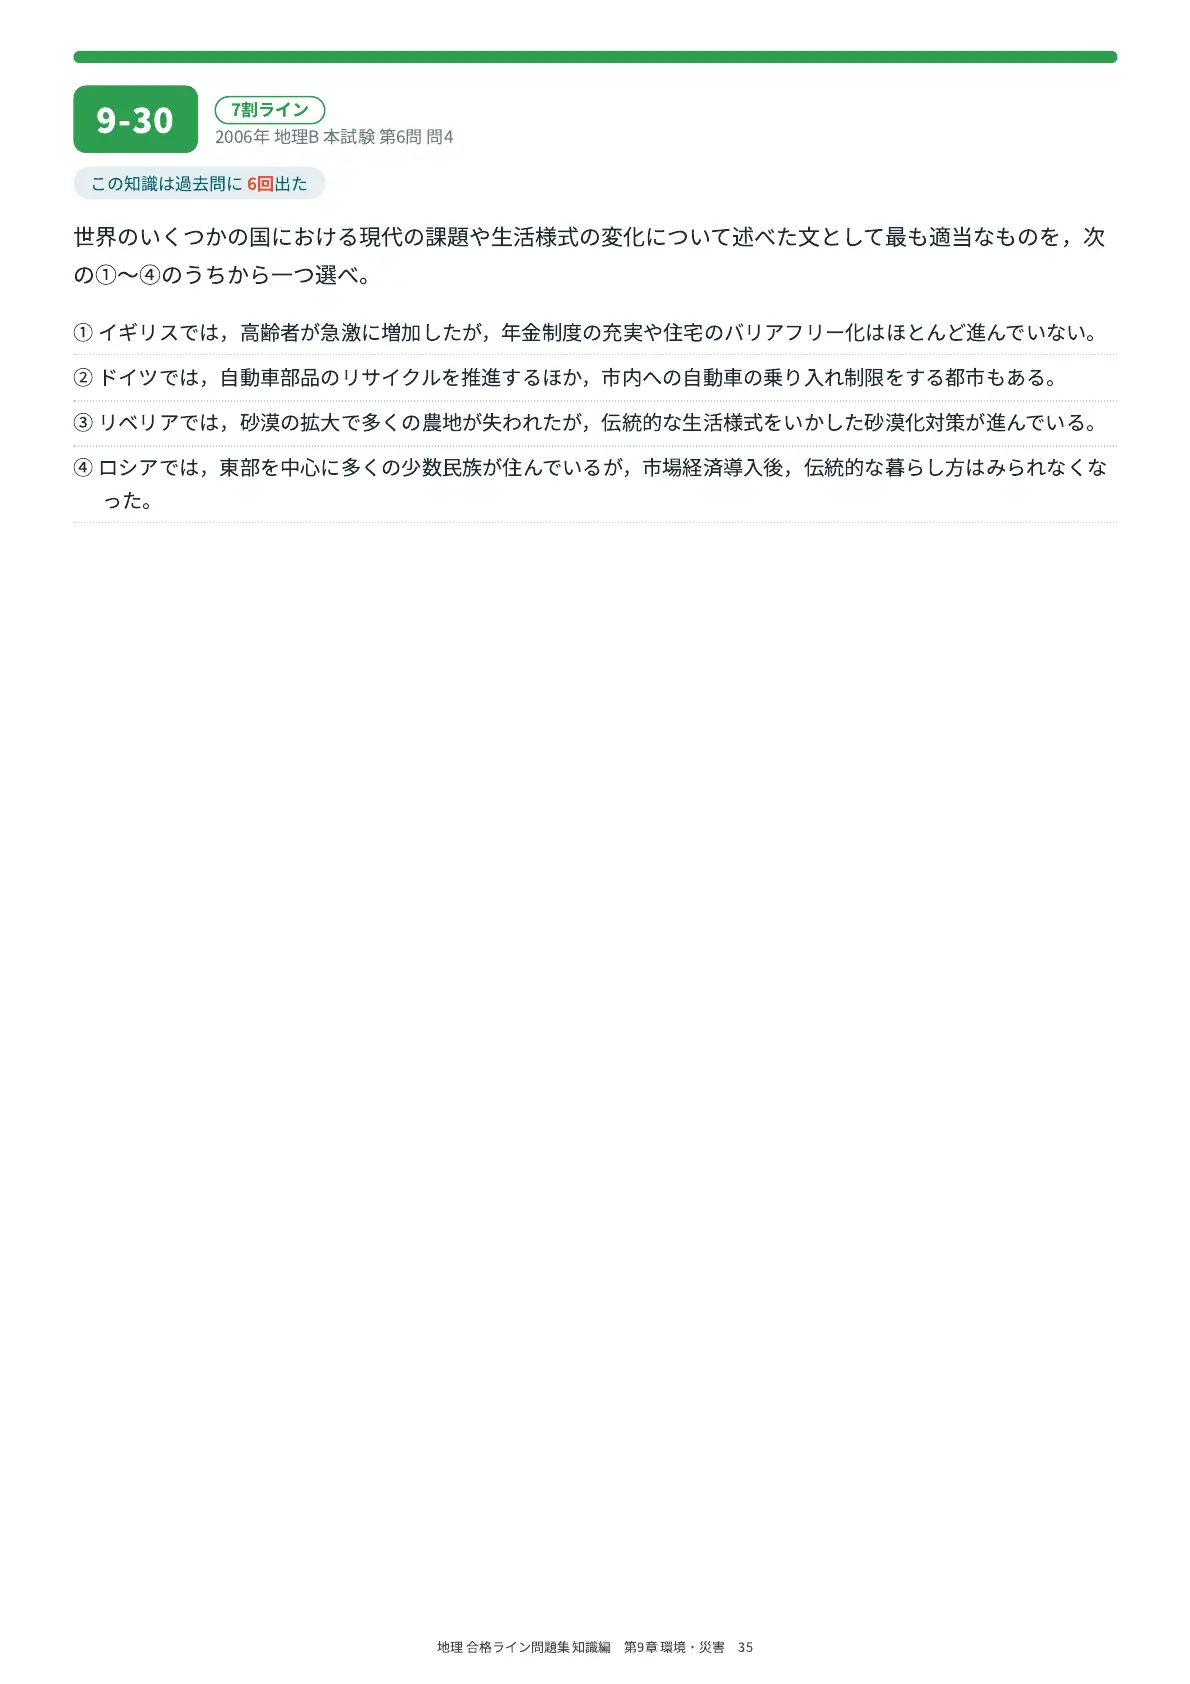 9-30
7割ライン
2006年 地理B 本試験 第6問 問4
この知識は過去問に 6回出た
世界のいくつかの国における現代の課題や生活様式の変化について述べた文として最も適当なものを，次
の①～④のうちから一つ選べ。
① イギリスでは，高齢者が急激に増加したが，年金制度の充実や住宅のバリアフリー化はほとんど進んでいない。
② ドイツでは，自動車部品のリサイクルを推進するほか，市内への自動車の乗り入れ制限をする都市もある。
③ リベリアでは，砂漠の拡大で多くの農地が失われたが，伝統的な生活様式をいかした砂漠化対策が進んでいる。
④ ロシアでは，東部を中心に多くの少数民族が住んでいるが，市場経済導入後，伝統的な暮らし方はみられなくな
った。
地理 合格ライン問題集 知識編　第9章 環境・災害　35